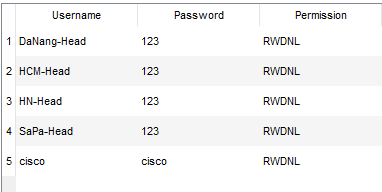 Username Password Permission
1 DaNang-Head 123 RWDNL
2 HCM-Head 123 RWDNL
3 HN-Head 123 RWDNL
4 SaPa-Head 123 RWDNL
5 cisco cisco RWDNL